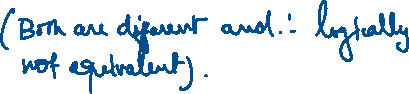 (Both are different and ∴ logically
not equivalent).